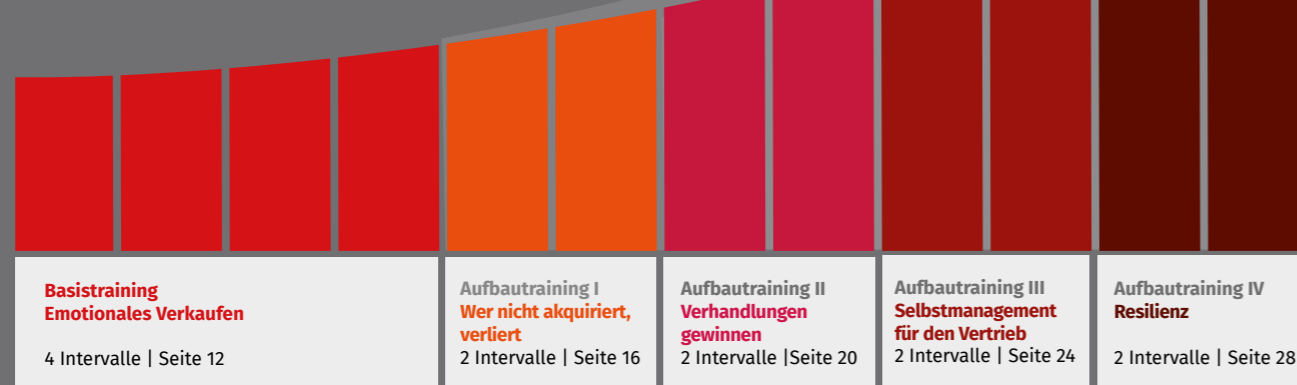 Basistraining
Emotionales Verkaufen
4 Intervalle | Seite 12
Aufbautraining I
Wer nicht akquiriert,
verliert
2 Intervalle | Seite 16
Aufbautraining II
Verhandlungen
gewinnen
2 Intervalle |Seite 20
Aufbautraining III
Selbstmanagement
für den Vertrieb
2 Intervalle | Seite 24
Aufbautraining IV
Resilienz
2 Intervalle | Seite 28